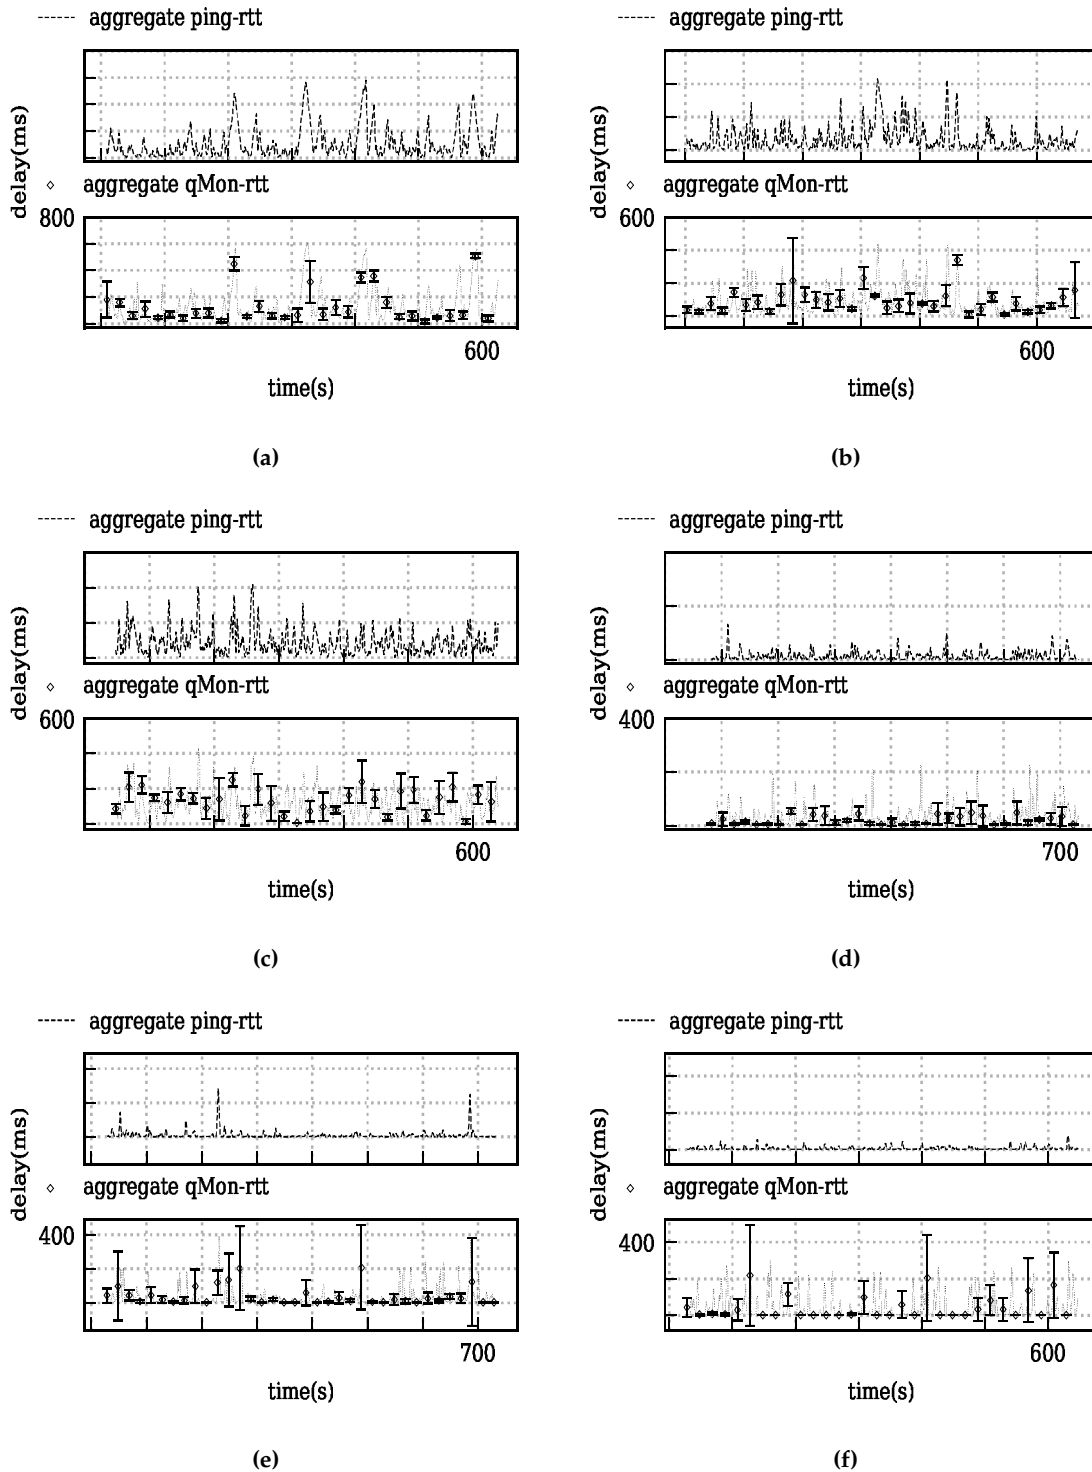 aggregate ping-rtt
delay(ms)
aggregate qMon-rtt
800
600
time(s)
(a)
aggregate ping-rtt
delay(ms)
aggregate qMon-rtt
600
600
time(s)
(b)
aggregate ping-rtt
delay(ms)
aggregate qMon-rtt
600
600
time(s)
(c)
aggregate ping-rtt
delay(ms)
aggregate qMon-rtt
400
700
time(s)
(d)
aggregate ping-rtt
delay(ms)
aggregate qMon-rtt
400
700
time(s)
(e)
aggregate ping-rtt
delay(ms)
aggregate qMon-rtt
400
600
time(s)
(f)